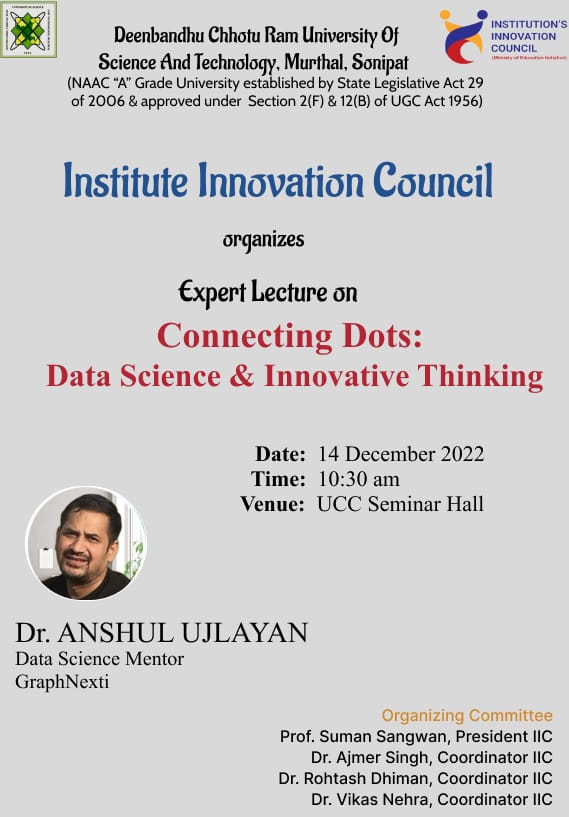 Deenbandhu Chhotu Ram University Of
Science And Technology, Murthal, Sonipat
(NAAC “A” Grade University established by State Legislative Act 29
of 2006 & approved under Section 2(F) & 12(B) of UGC Act 1956)
INSTITUTION'S
INNOVATION
COUNCIL
(Ministry of Education Initiative)
Institute Innovation Council
organizes
Expert Lecture on
Connecting Dots:
Data Science & Innovative Thinking
Date: 14 December 2022
Time: 10:30 am
Venue: UCC Seminar Hall
Dr. ANSHUL UJLAYAN
Data Science Mentor
GraphNexti
Organizing Committee
Prof. Suman Sangwan, President IIC
Dr. Ajmer Singh, Coordinator IIC
Dr. Rohtash Dhiman, Coordinator IIC
Dr. Vikas Nehra, Coordinator IIC